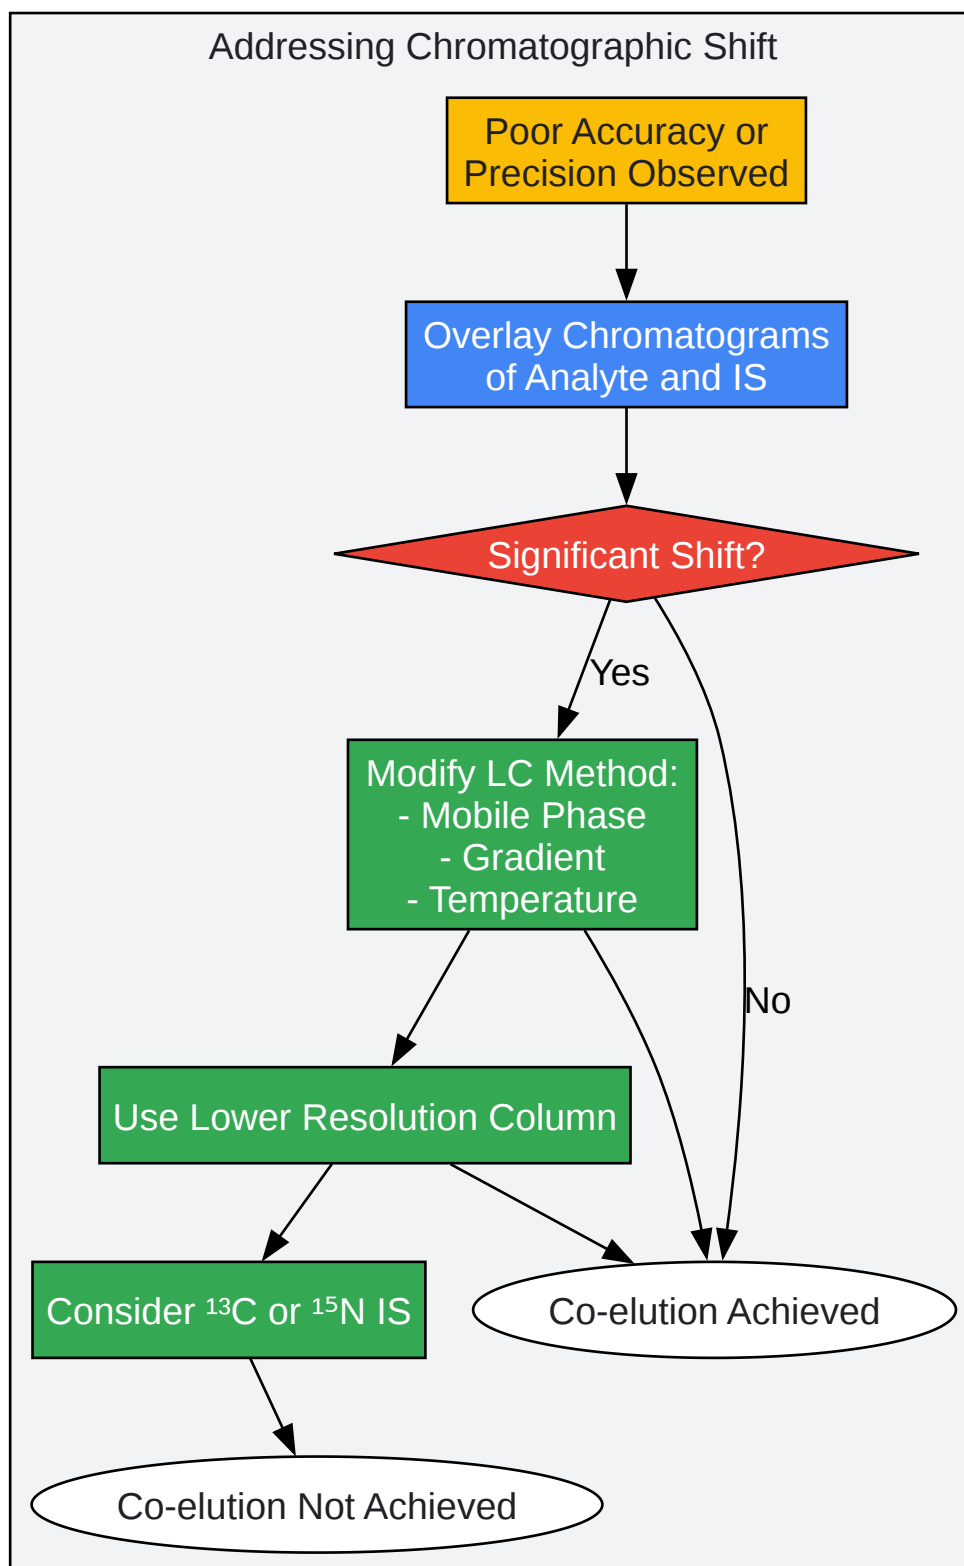 Addressing Chromatographic Shift
Poor Accuracy or
Precision Observed
Overlay Chromatograms
of Analyte and IS
Significant Shift?
Yes
Modify LC Method:
- Mobile Phase
- Gradient
- Temperature
No
Use Lower Resolution Column
Consider ¹³C or ¹⁵N IS
Co-elution Achieved
Co-elution Not Achieved